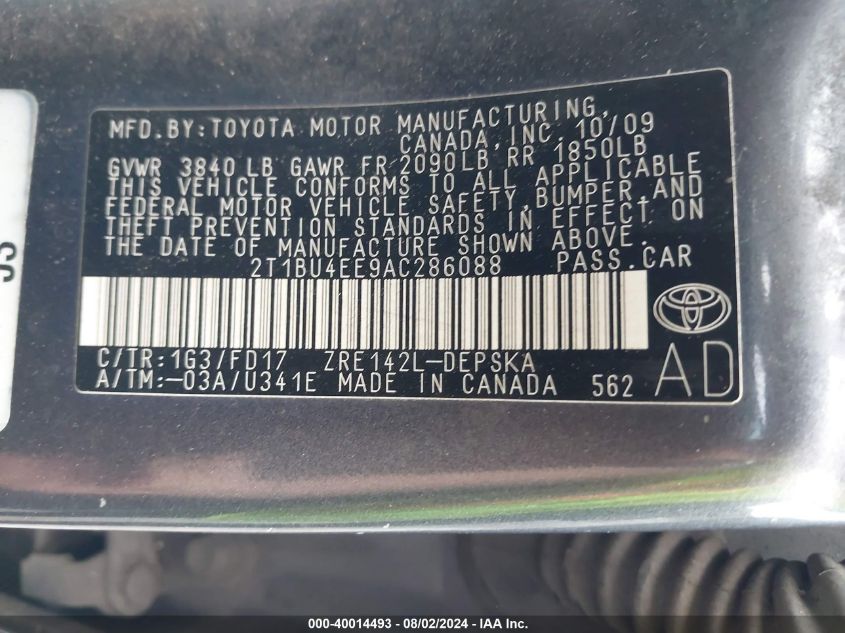 MFD.BY:TOYOTA MOTOR MANUFACTURING,
CANADA,INC. 10/09
GVWR 3840 LB GAWR FR 2090LB RR 1850LB
THIS VEHICLE CONFORMS TO ALL APPLICABLE
FEDERAL MOTOR VEHICLE SAFETY,BUMPER,AND
THEFT PREVENTION STANDARDS IN EFFECT ON
THE DATE OF MANUFACTURE SHOWN ABOVE.
2T1BU4EE9AC286088 PASS.CAR
C/TR:1G3/FD17 ZRE142L-DEPSKA
A/TM:-03A/U341E MADE IN CANADA 562
AD
000-40014493 - 08/02/2024 - IAA Inc.